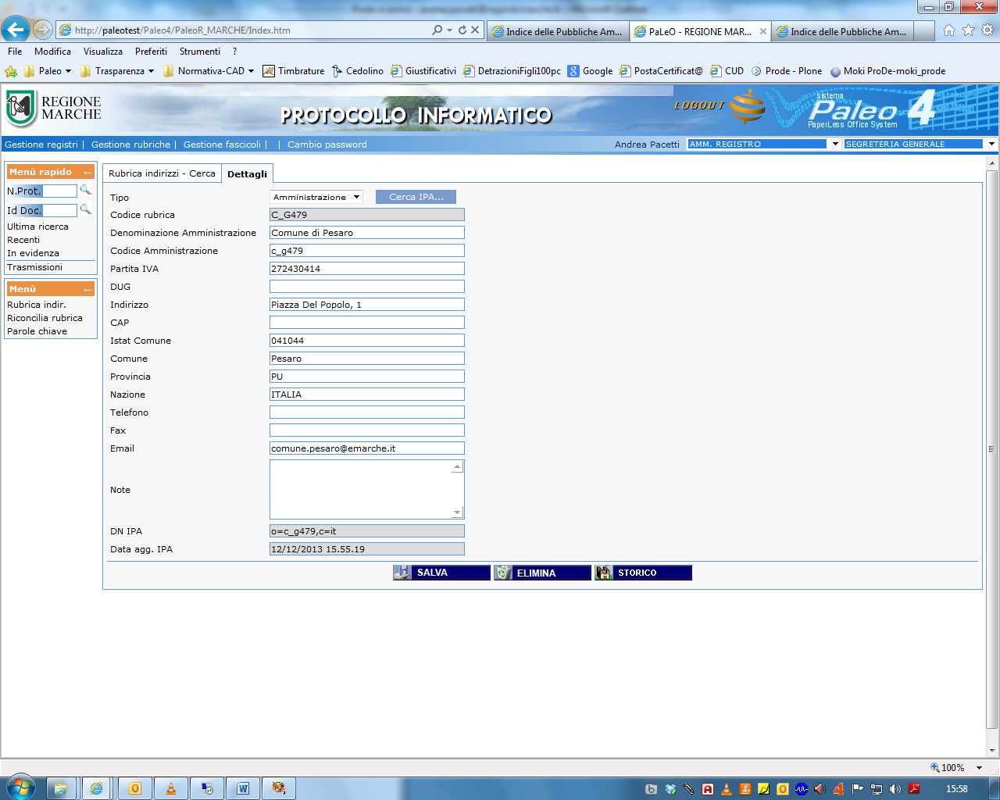 http://paleotest/Paleo4/PaleoR_MARCHE/Index.htm
Indice delle Pubbliche Am...
PaLeO - REGIONE MAR...
Indice delle Pubbliche Am...
File Modifica Visualizza Preferiti Strumenti ?
Paleo Trasparenza Normativa-CAD Timbrature Cedolino Giustificativi DetrazioniFigli100pc Google PostaCertificat@ CUD Prode - Plone Moki ProDe-moki_prode
REGIONE
MARCHE
PROTOCOLLO INFORMATICO
LOGOUT
sistema
Paleo 4
PaperLess Office System
Gestione registri | Gestione rubriche | Gestione fascicoli | | Cambio password
Andrea Pacetti AMM. REGISTRO SEGRETERIA GENERALE
Menù rapido ←
N.Prot.
Id Doc.
Ultima ricerca
Recenti
In evidenza
Trasmissioni
Menù ←
Rubrica indir.
Riconcilia rubrica
Parole chiave
Rubrica indirizzi - Cerca Dettagli
Tipo Amministrazione Cerca IPA...
Codice rubrica C_G479
Denominazione Amministrazione Comune di Pesaro
Codice Amministrazione c_g479
Partita IVA 272430414
DUG
Indirizzo Piazza Del Popolo, 1
CAP
Istat Comune 041044
Comune Pesaro
Provincia PU
Nazione ITALIA
Telefono
Fax
Email comune.pesaro@emarche.it
Note
DN IPA o=c_g479,c=it
Data agg. IPA 12/12/2013 15.55.19
SALVA ELIMINA STORICO
100%
15:58